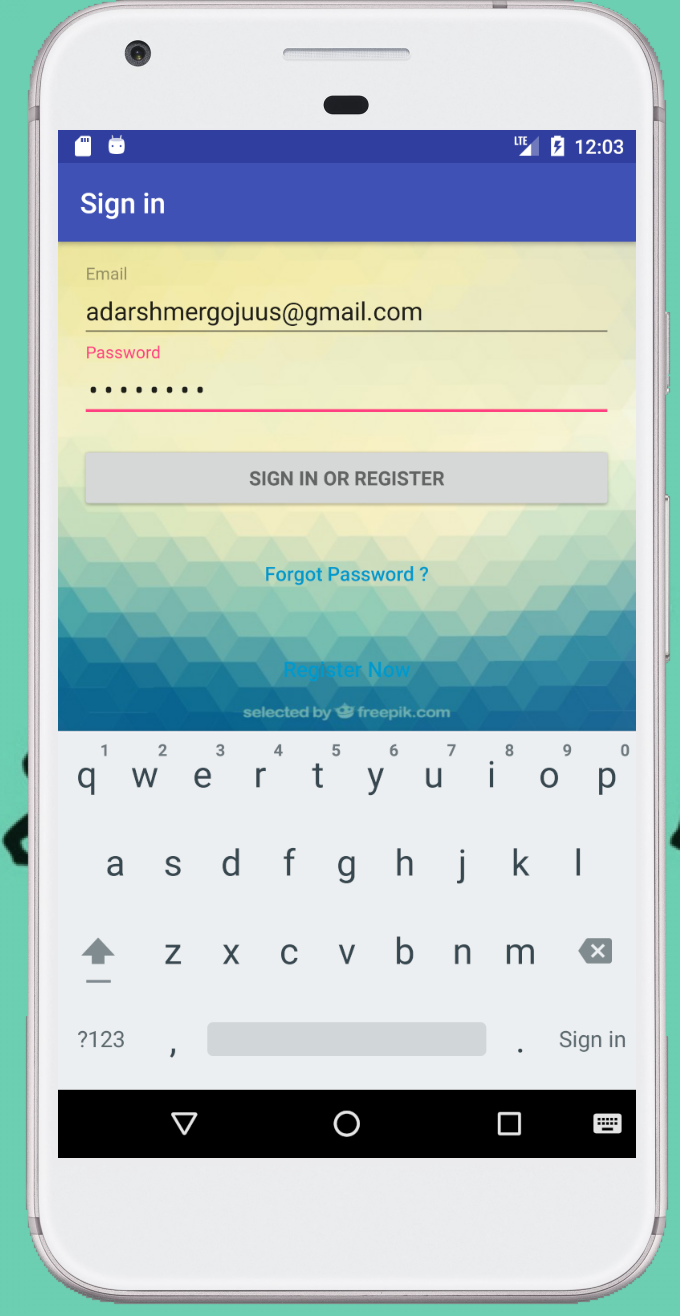 LTE 12:03
Sign in
Email
adarshmergojuus@gmail.com
Password
••••••••
SIGN IN OR REGISTER
Forgot Password ?
Register Now
selected by freepik.com
1 2 3 4 5 6 7 8 9 0
q w e r t y u i o p
a s d f g h j k l
z x c v b n m
?123 , . Sign in